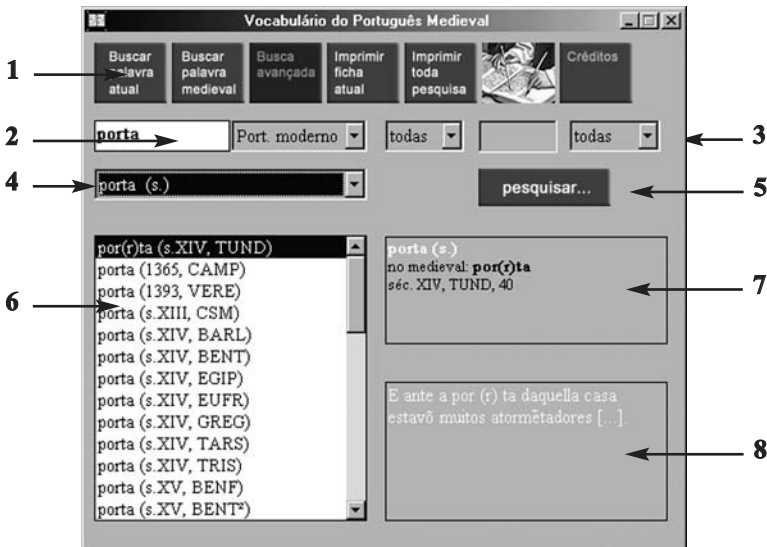 Vocabulário do Português Medieval
1
Buscar palavra atual
Buscar palavra medieval
Busca avançada
Imprimir ficha atual
Imprimir toda pesquisa
Créditos
2
porta
Port. moderno
todas
todas
3
4
porta (s.)
pesquisar...
5
6
por(r)ta (s.XIV, TUND)
porta (1365, CAMP)
porta (1393, VERE)
porta (s.XIII, CSM)
porta (s.XIV, BARL)
porta (s.XIV, BENT)
porta (s.XIV, EGIP)
porta (s.XIV, EUFR)
porta (s.XIV, GREG)
porta (s.XIV, TARS)
porta (s.XIV, TRIS)
porta (s.XV, BENF)
porta (s.XV, BENT²)
porta (s.)
no medieval: por(r)ta
séc. XIV, TUND, 40
7
E ante a por (r) ta daquella casa
estavõ muitos atormẽtadores [...].
8